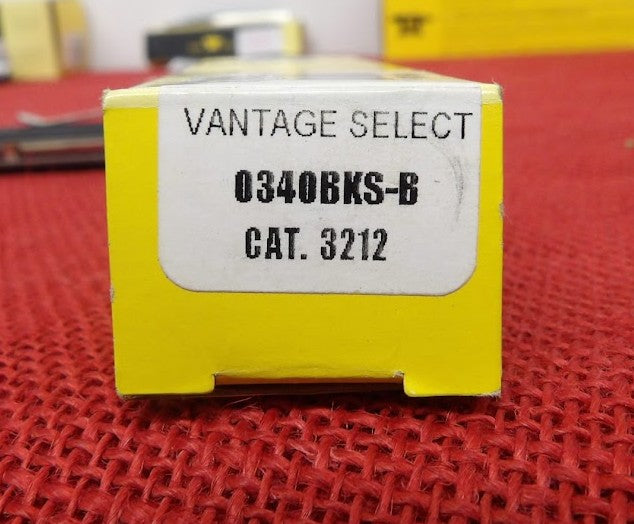 VANTAGE SELECT
0340BKS-B
CAT. 3212